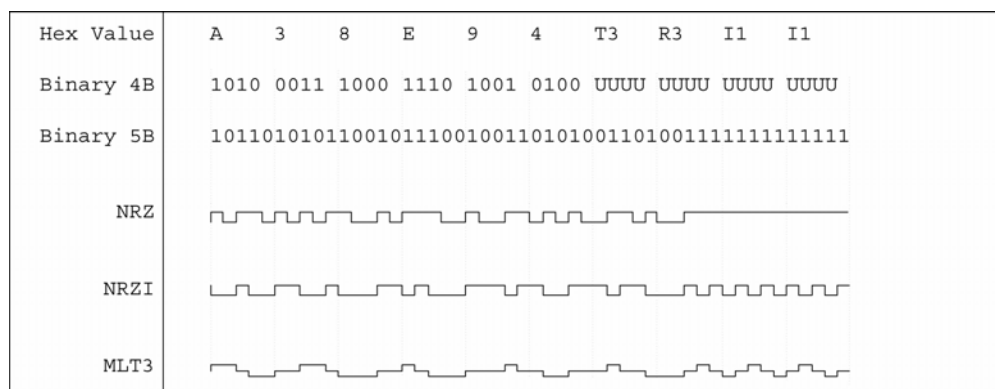 Hex Value A 3 8 E 9 4 T3 R3 I1 I1
Binary 4B 1010 0011 1000 1110 1001 0100 UUUU UUUU UUUU UUUU
Binary 5B 10110101011001011100100110101001101001111111111111
NRZ
NRZI
MLT3